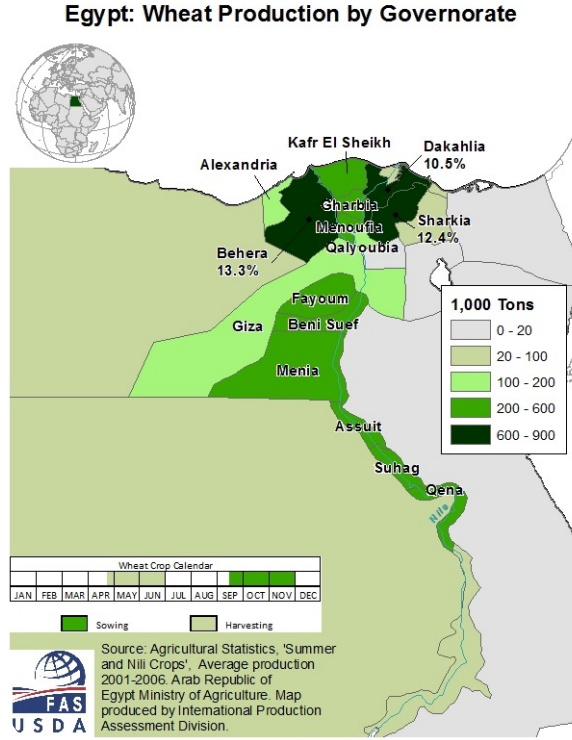 Egypt: Wheat Production by Governorate
Kafr El Sheikh
Dakahlia
10.5%
Alexandria
Gharbia
Menoufia
Sharkia
12.4%
Qalyoubia
Behera
13.3%
1,000 Tons
0 - 20
20 - 100
100 - 200
200 - 600
600 - 900
Fayoum
Giza
Beni Suef
Menia
Assuit
Suhag
Qena
Nile
Wheat Crop Calendar
JAN FEB MAR APR MAY JUN JUL AUG SEP OCT NOV DEC
Sowing
Harvesting
Source: Agricultural Statistics, 'Summer
and Nili Crops', Average production
2001-2006. Arab Republic of
Egypt Ministry of Agriculture. Map
produced by International Production
Assessment Division.
FAS
USDA